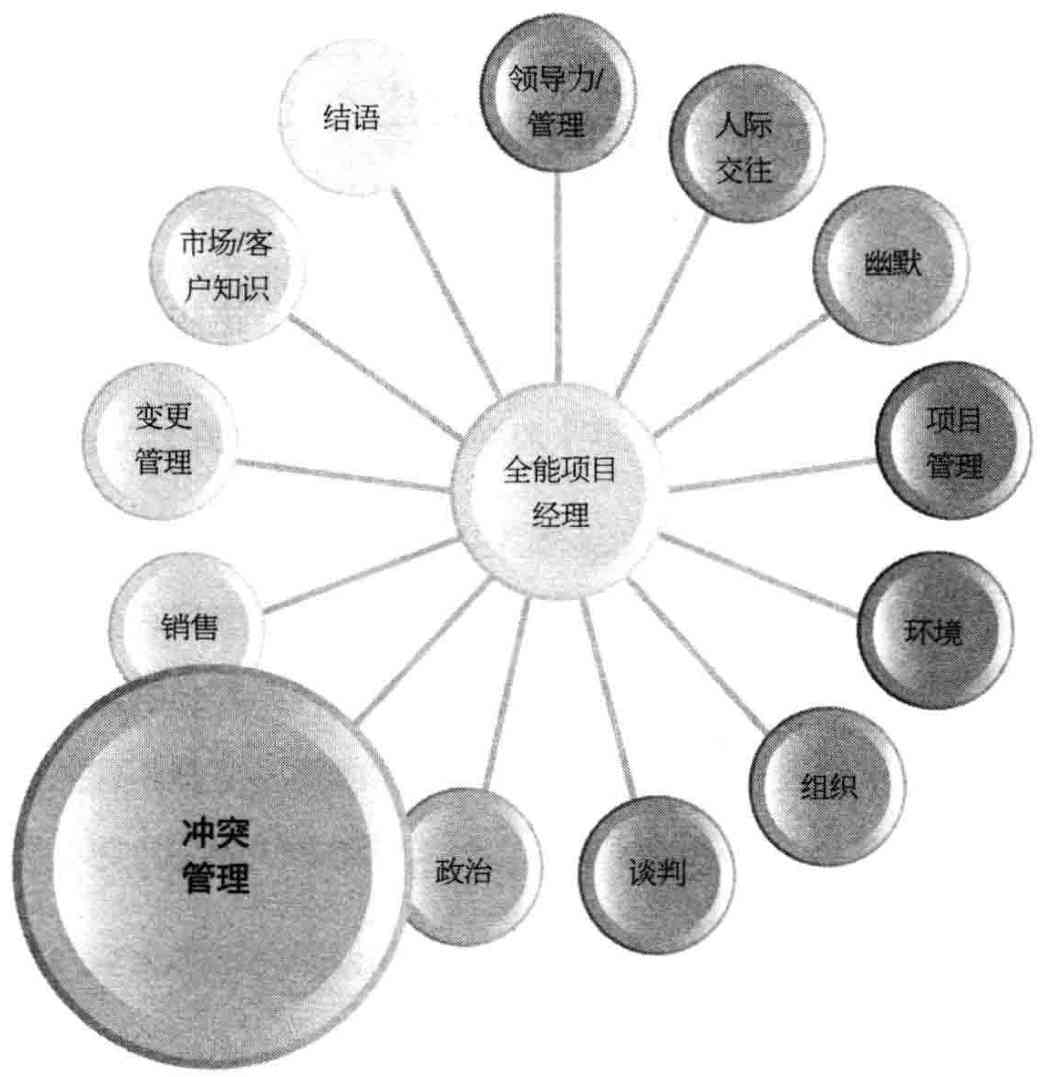 结语
领导力/
管理
人际
交往
幽默
项目
管理
环境
组织
谈判
政治
冲突
管理
销售
变更
管理
市场/客
户知识
全能项目
经理